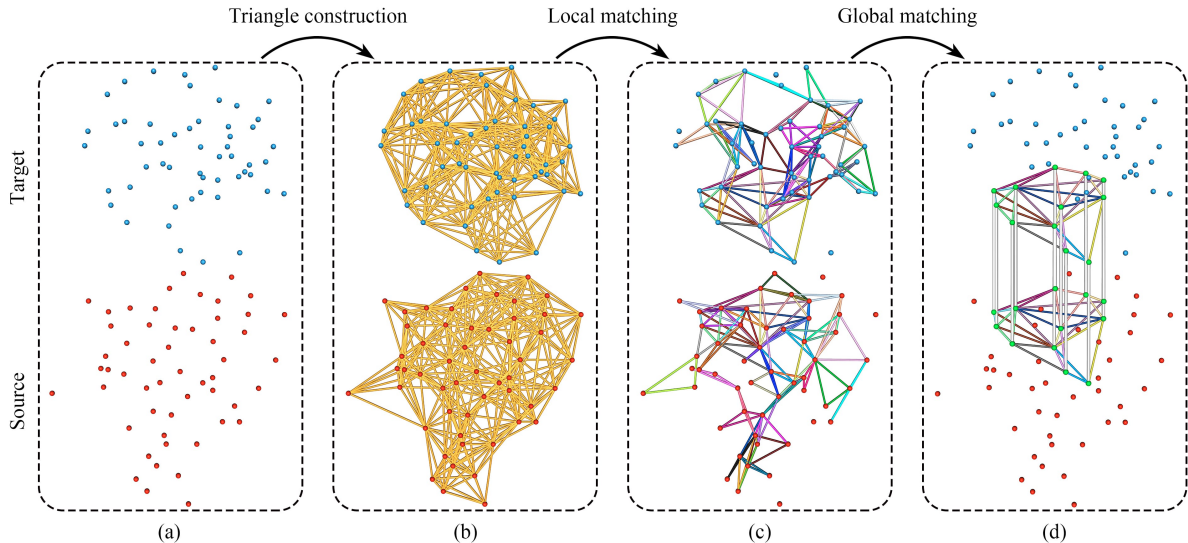 Triangle construction
Local matching
Global matching
Target
Source
(a)
(b)
(c)
(d)